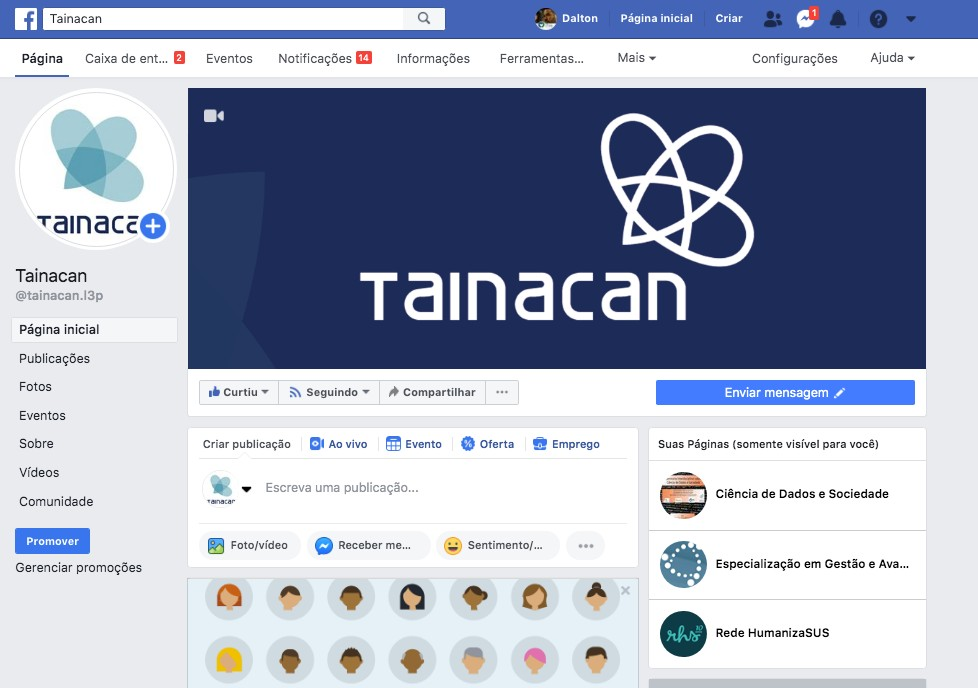 Tainacan
Dalton
Página inicial
Criar
1
Página
Caixa de ent...
2
Eventos
Notificações
14
Informações
Ferramentas...
Mais
Configurações
Ajuda
TAINACA
TAINACAN
Tainacan
@tainacan.l3p
Página inicial
Publicações
Fotos
Eventos
Sobre
Vídeos
Comunidade
Promover
Gerenciar promoções
Curtiu
Seguindo
Compartilhar
...
Enviar mensagem
Criar publicação
Ao vivo
Evento
Oferta
Emprego
TAINACAN
Escreva uma publicação...
Foto/vídeo
Receber me...
Sentimento/...
...
Suas Páginas (somente visível para você)
Ciência de Dados e Sociedade
Especialização em Gestão e Ava...
rhs
Rede HumanizaSUS